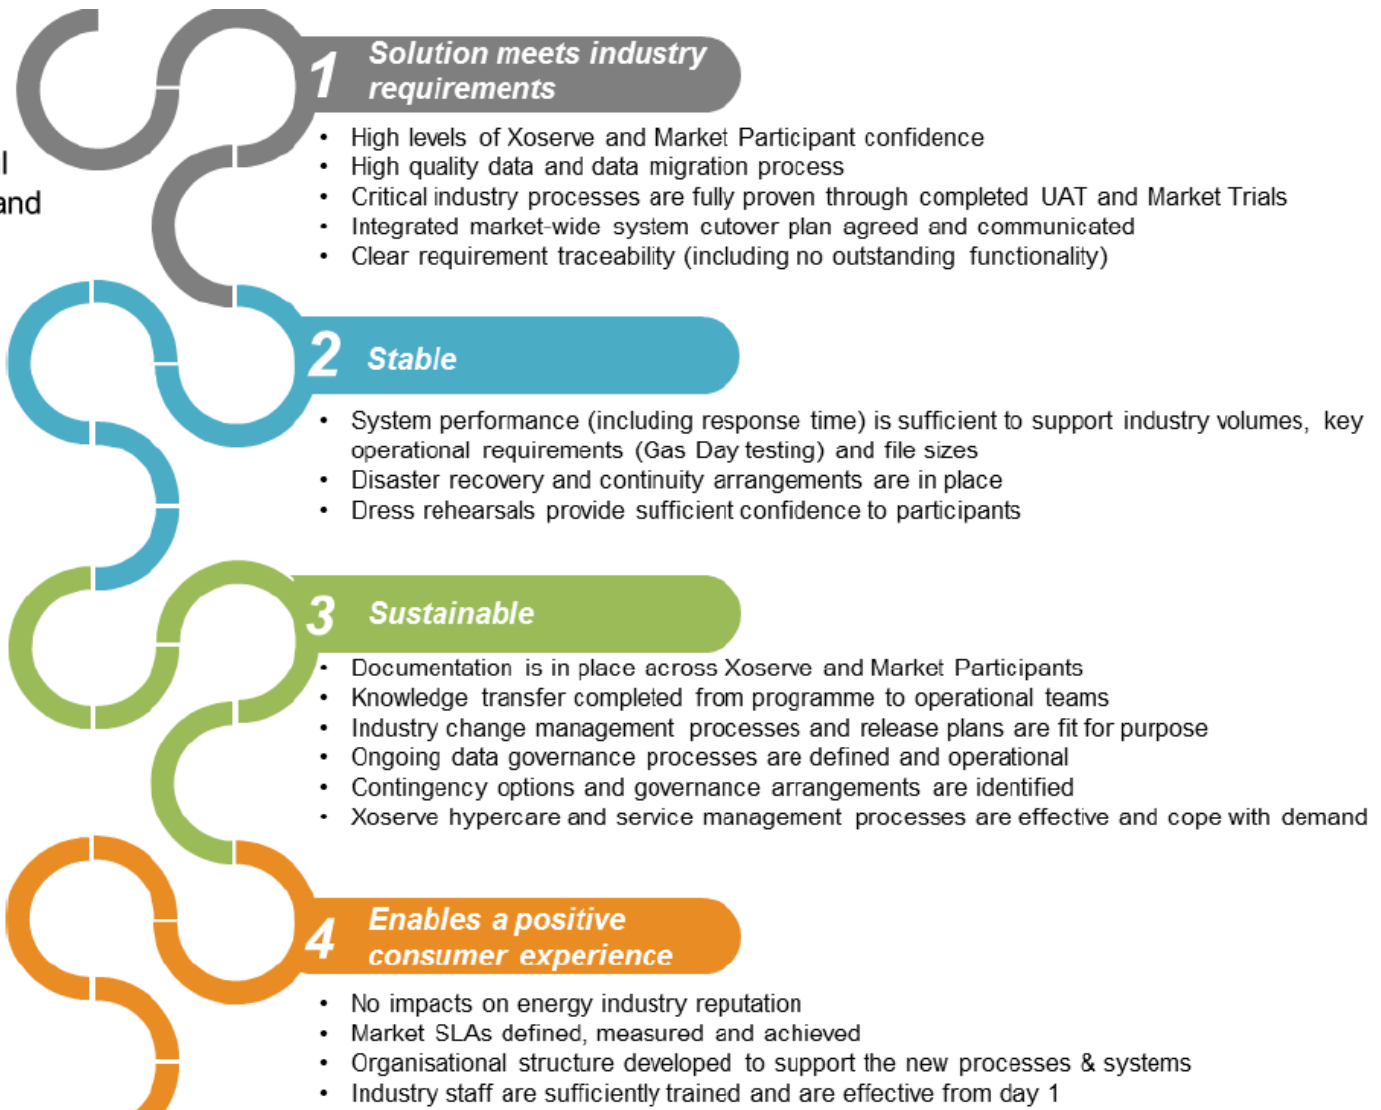 1 Solution meets industry
requirements
• High levels of Xoserve and Market Participant confidence
• High quality data and data migration process
• Critical industry processes are fully proven through completed UAT and Market Trials
• Integrated market-wide system cutover plan agreed and communicated
• Clear requirement traceability (including no outstanding functionality)
and
2 Stable
• System performance (including response time) is sufficient to support industry volumes, key
operational requirements (Gas Day testing) and file sizes
• Disaster recovery and continuity arrangements are in place
• Dress rehearsals provide sufficient confidence to participants
3 Sustainable
• Documentation is in place across Xoserve and Market Participants
• Knowledge transfer completed from programme to operational teams
• Industry change management processes and release plans are fit for purpose
• Ongoing data governance processes are defined and operational
• Contingency options and governance arrangements are identified
• Xoserve hypercare and service management processes are effective and cope with demand
4 Enables a positive
consumer experience
• No impacts on energy industry reputation
• Market SLAs defined, measured and achieved
• Organisational structure developed to support the new processes & systems
• Industry staff are sufficiently trained and are effective from day 1